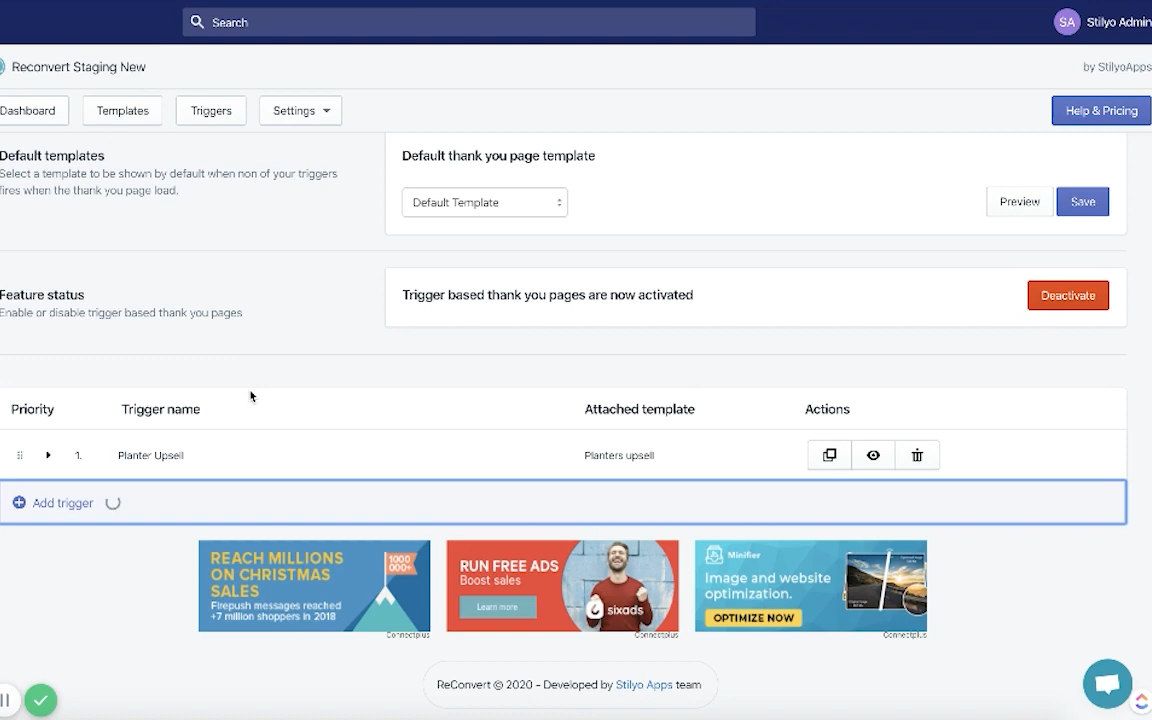 Search
SA
Stilyo Admin
Reconvert Staging New
by StilyoApps
Dashboard
Templates
Triggers
Settings
Help & Pricing
Default templates
Select a template to be shown by default when non of your triggers
fires when the thank you page load.
Default thank you page template
Default Template
Preview
Save
Feature status
Enable or disable trigger based thank you pages
Trigger based thank you pages are now activated
Deactivate
Priority
Trigger name
Attached template
Actions
1.
Planter Upsell
Planters upsell
Add trigger
REACH MILLIONS
ON CHRISTMAS
SALES
Firepush messages reached
+7 million shoppers in 2018
1000
000+
Connectplus
RUN FREE ADS
Boost sales
Learn more
sixads
Connectplus
Minifier
Image and website
optimization.
OPTIMIZE NOW
Connectplus
ReConvert © 2020 - Developed by Stilyo Apps team